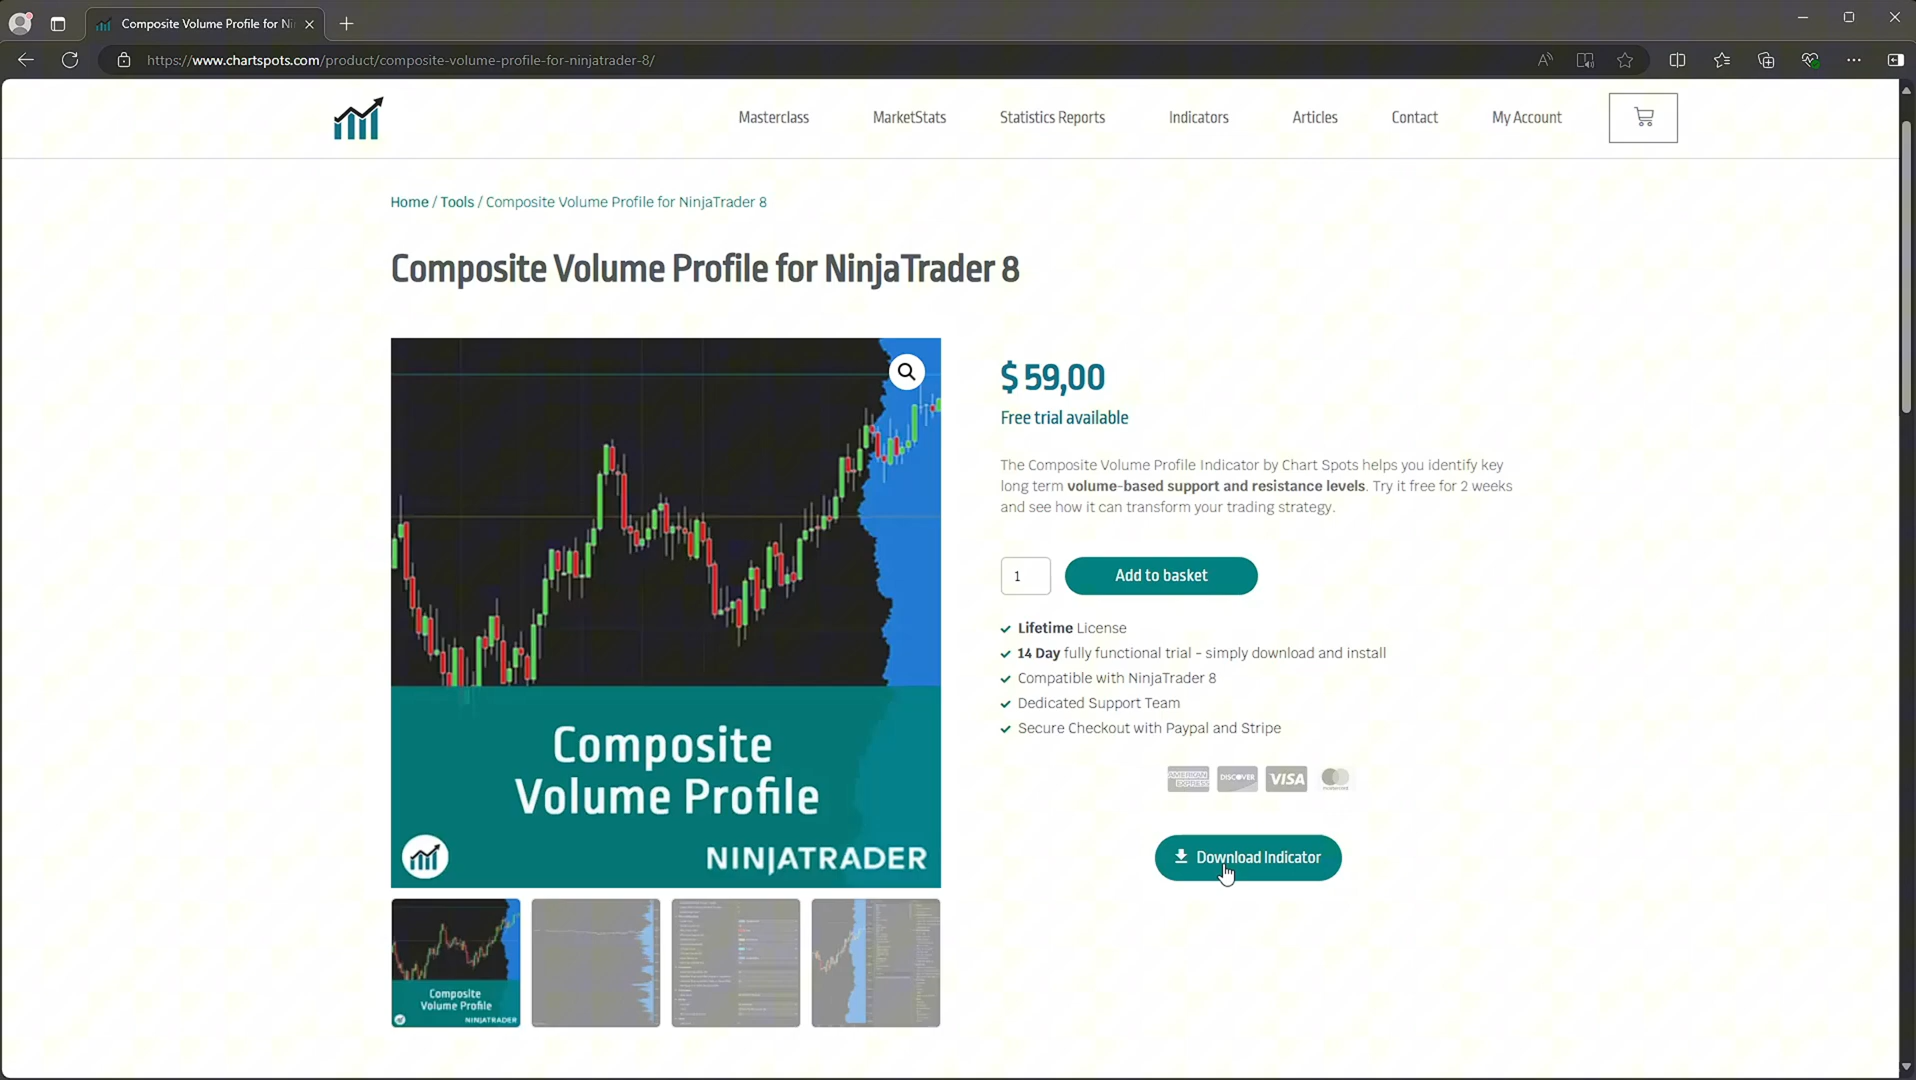 Composite Volume Profile for Ni
https://www.chartspots.com/product/composite-volume-profile-for-ninjatrader-8/
Masterclass
MarketStats
Statistics Reports
Indicators
Articles
Contact
My Account
Home / Tools / Composite Volume Profile for NinjaTrader 8
Composite Volume Profile for NinjaTrader 8
Composite
Volume Profile
NINJATRADER
$ 59,00
Free trial available
The Composite Volume Profile Indicator by Chart Spots helps you identify key
long term volume-based support and resistance levels. Try it free for 2 weeks
and see how it can transform your trading strategy.
1
Add to basket
Lifetime License
14 Day fully functional trial - simply download and install
Compatible with NinjaTrader 8
Dedicated Support Team
Secure Checkout with Paypal and Stripe
AMERICAN EXPRESS
DISCOVER
VISA
Download Indicator
Composite
Volume Profile
NINJATRADER